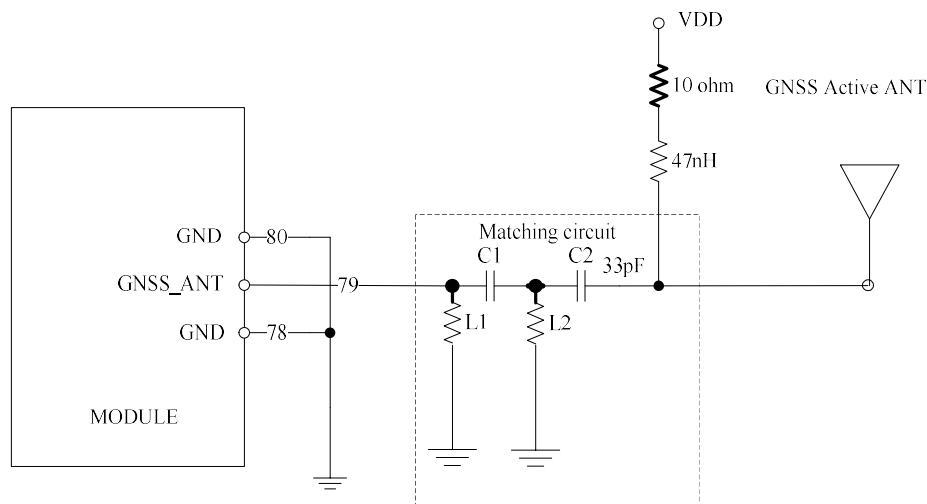 VDD
10 ohm
GNSS Active ANT
47nH
Matching circuit
GND
80
C1
C2
33pF
GNSS_ANT
79
L1
L2
GND
78
MODULE